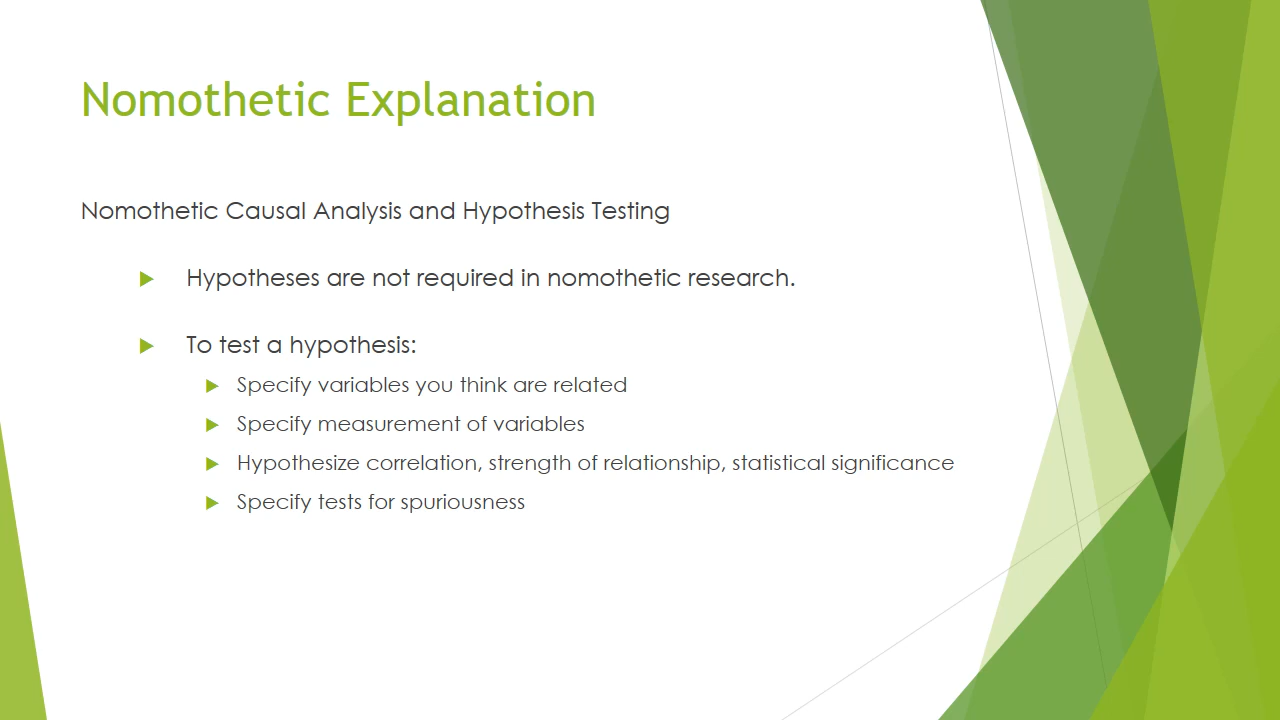 Nomothetic Explanation
Nomothetic Causal Analysis and Hypothesis Testing
Hypotheses are not required in nomothetic research.
To test a hypothesis:
Specify variables you think are related
Specify measurement of variables
Hypothesize correlation, strength of relationship, statistical significance
Specify tests for spuriousness